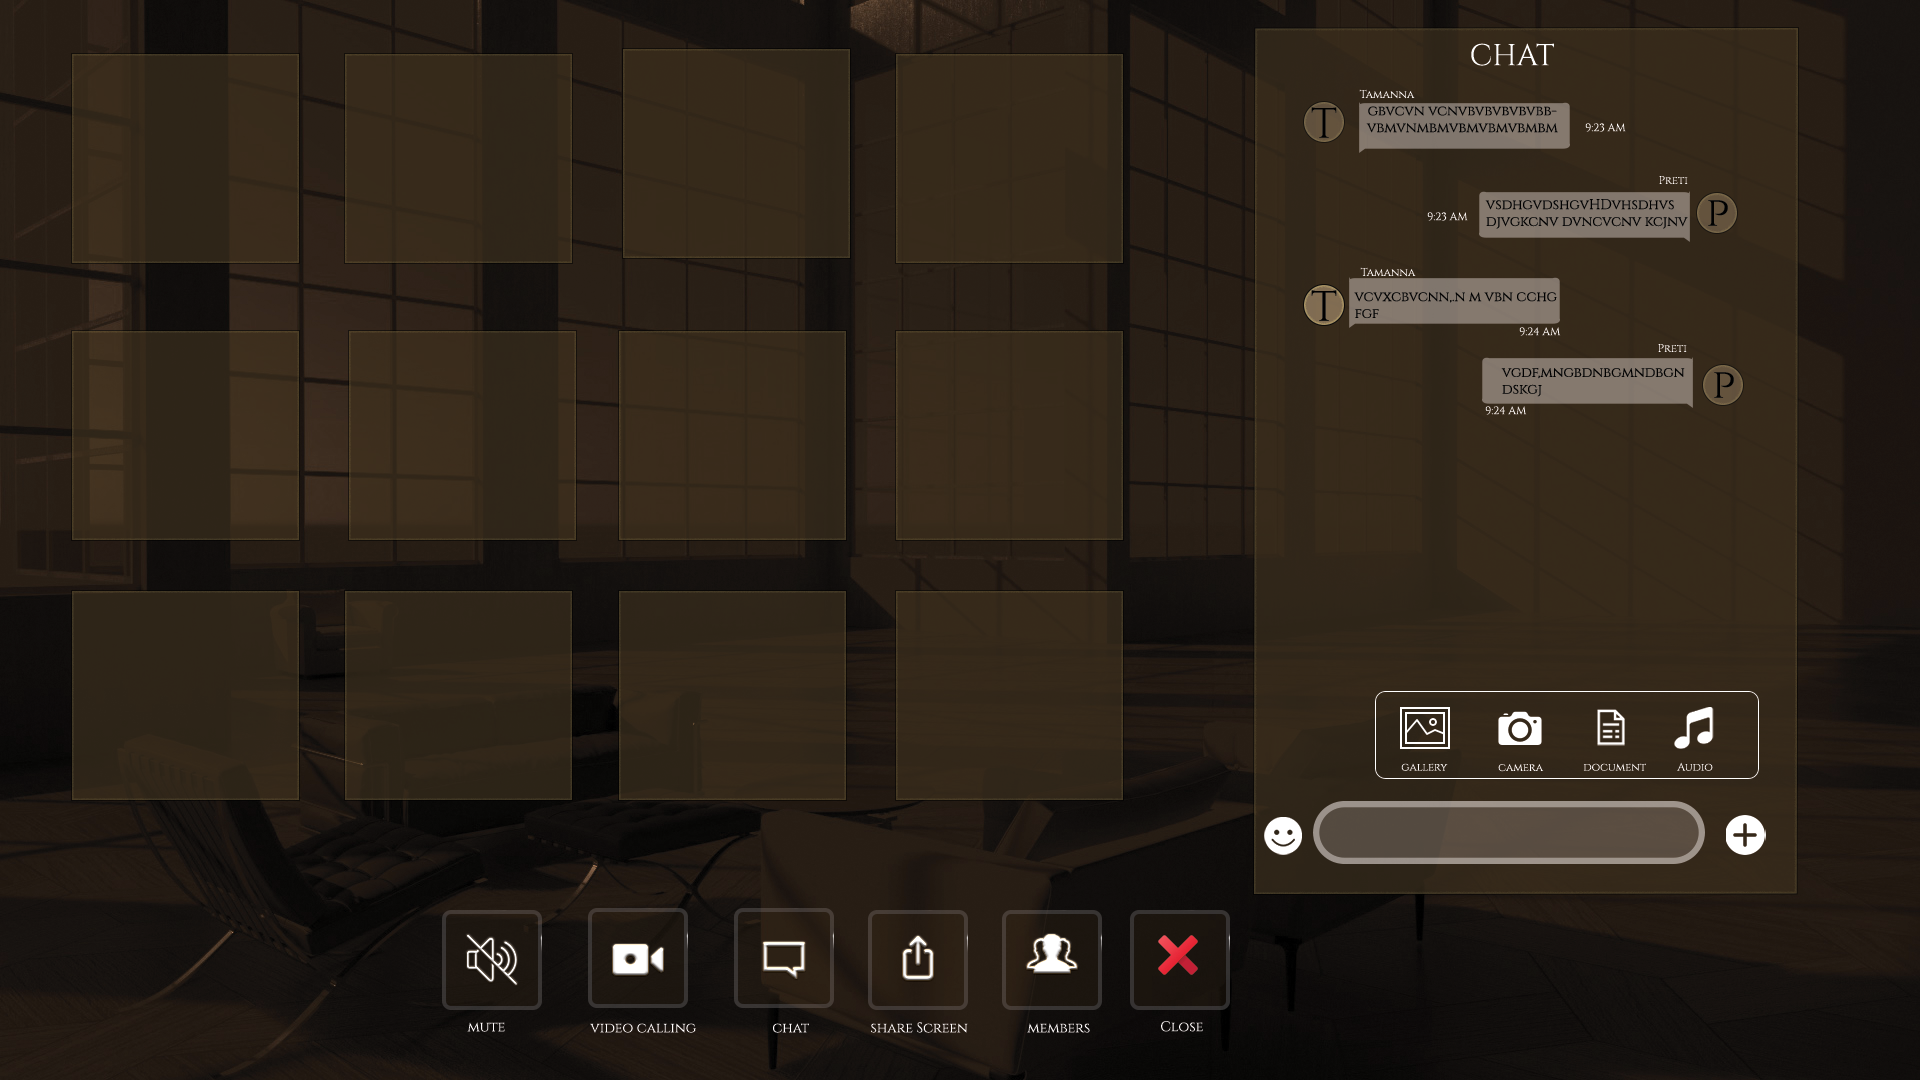 CHAT
Tamanna
T
GBVCVN VCNVBVBVBVBVBB-
VBMVNMBMVBMVBMVBMBM
9:23 AM
Preti
VSDHGVDSHGVHDVHSDHVS
DJVGKCNV DVNCVCNV KCJNV
9:23 AM
P
Tamanna
T
VCVXCBVCNN,.N M VBN CCHG
FGF
9:24 AM
Preti
VGDF,MNGBDNBGMNDBGN
DSKGJ
P
9:24 AM
GALLERY
CAMERA
DOCUMENT
AUDIO
MUTE
VIDEO CALLING
CHAT
SHARE SCREEN
MEMBERS
CLOSE